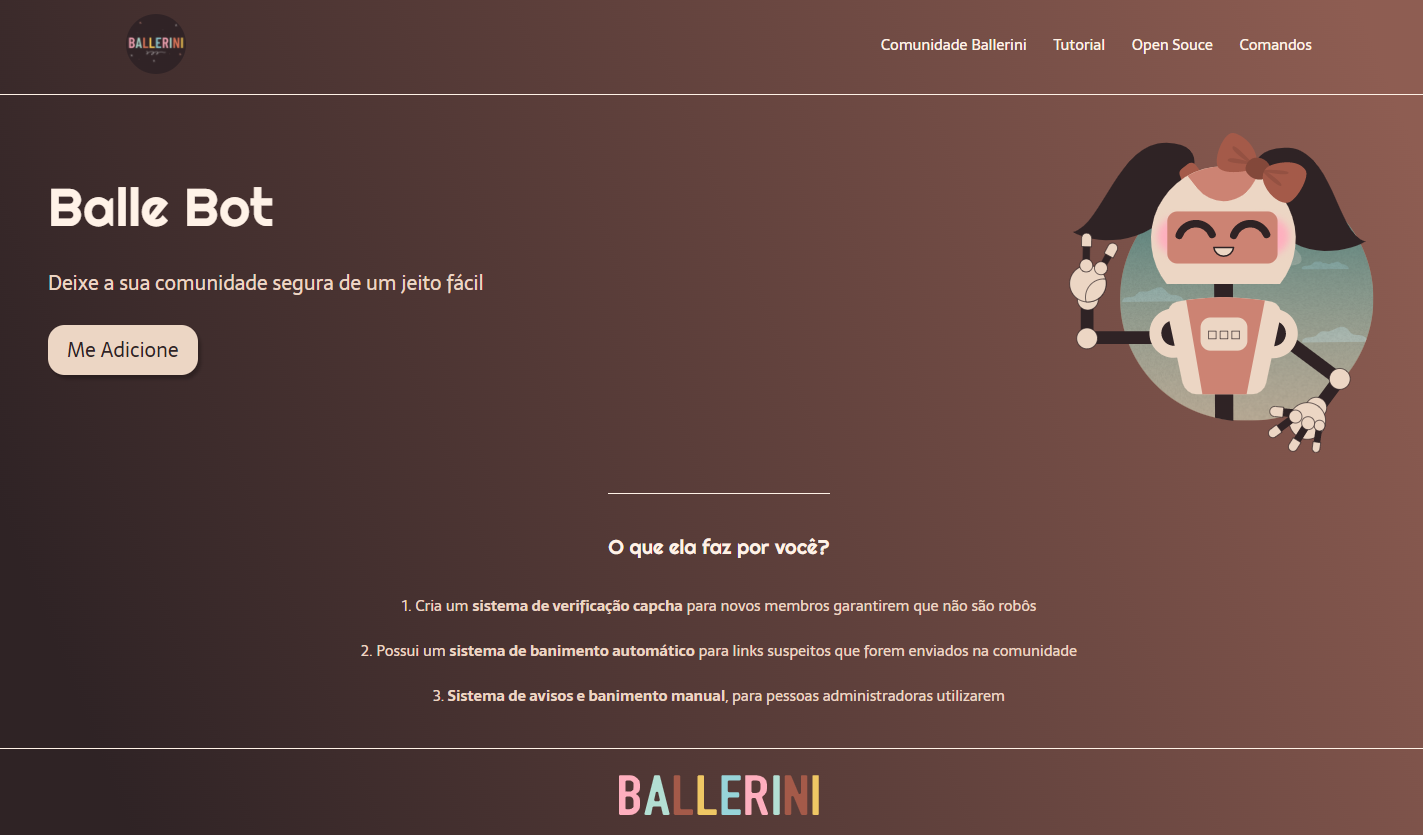 BALLERINI
Comunidade Ballerini Tutorial Open Souce Comandos
Balle Bot
Deixe a sua comunidade segura de um jeito fácil
Me Adicione
O que ela faz por você?
1. Cria um sistema de verificação capcha para novos membros garantirem que não são robôs
2. Possui um sistema de banimento automático para links suspeitos que forem enviados na comunidade
3. Sistema de avisos e banimento manual, para pessoas administradoras utilizarem
BALLERINI